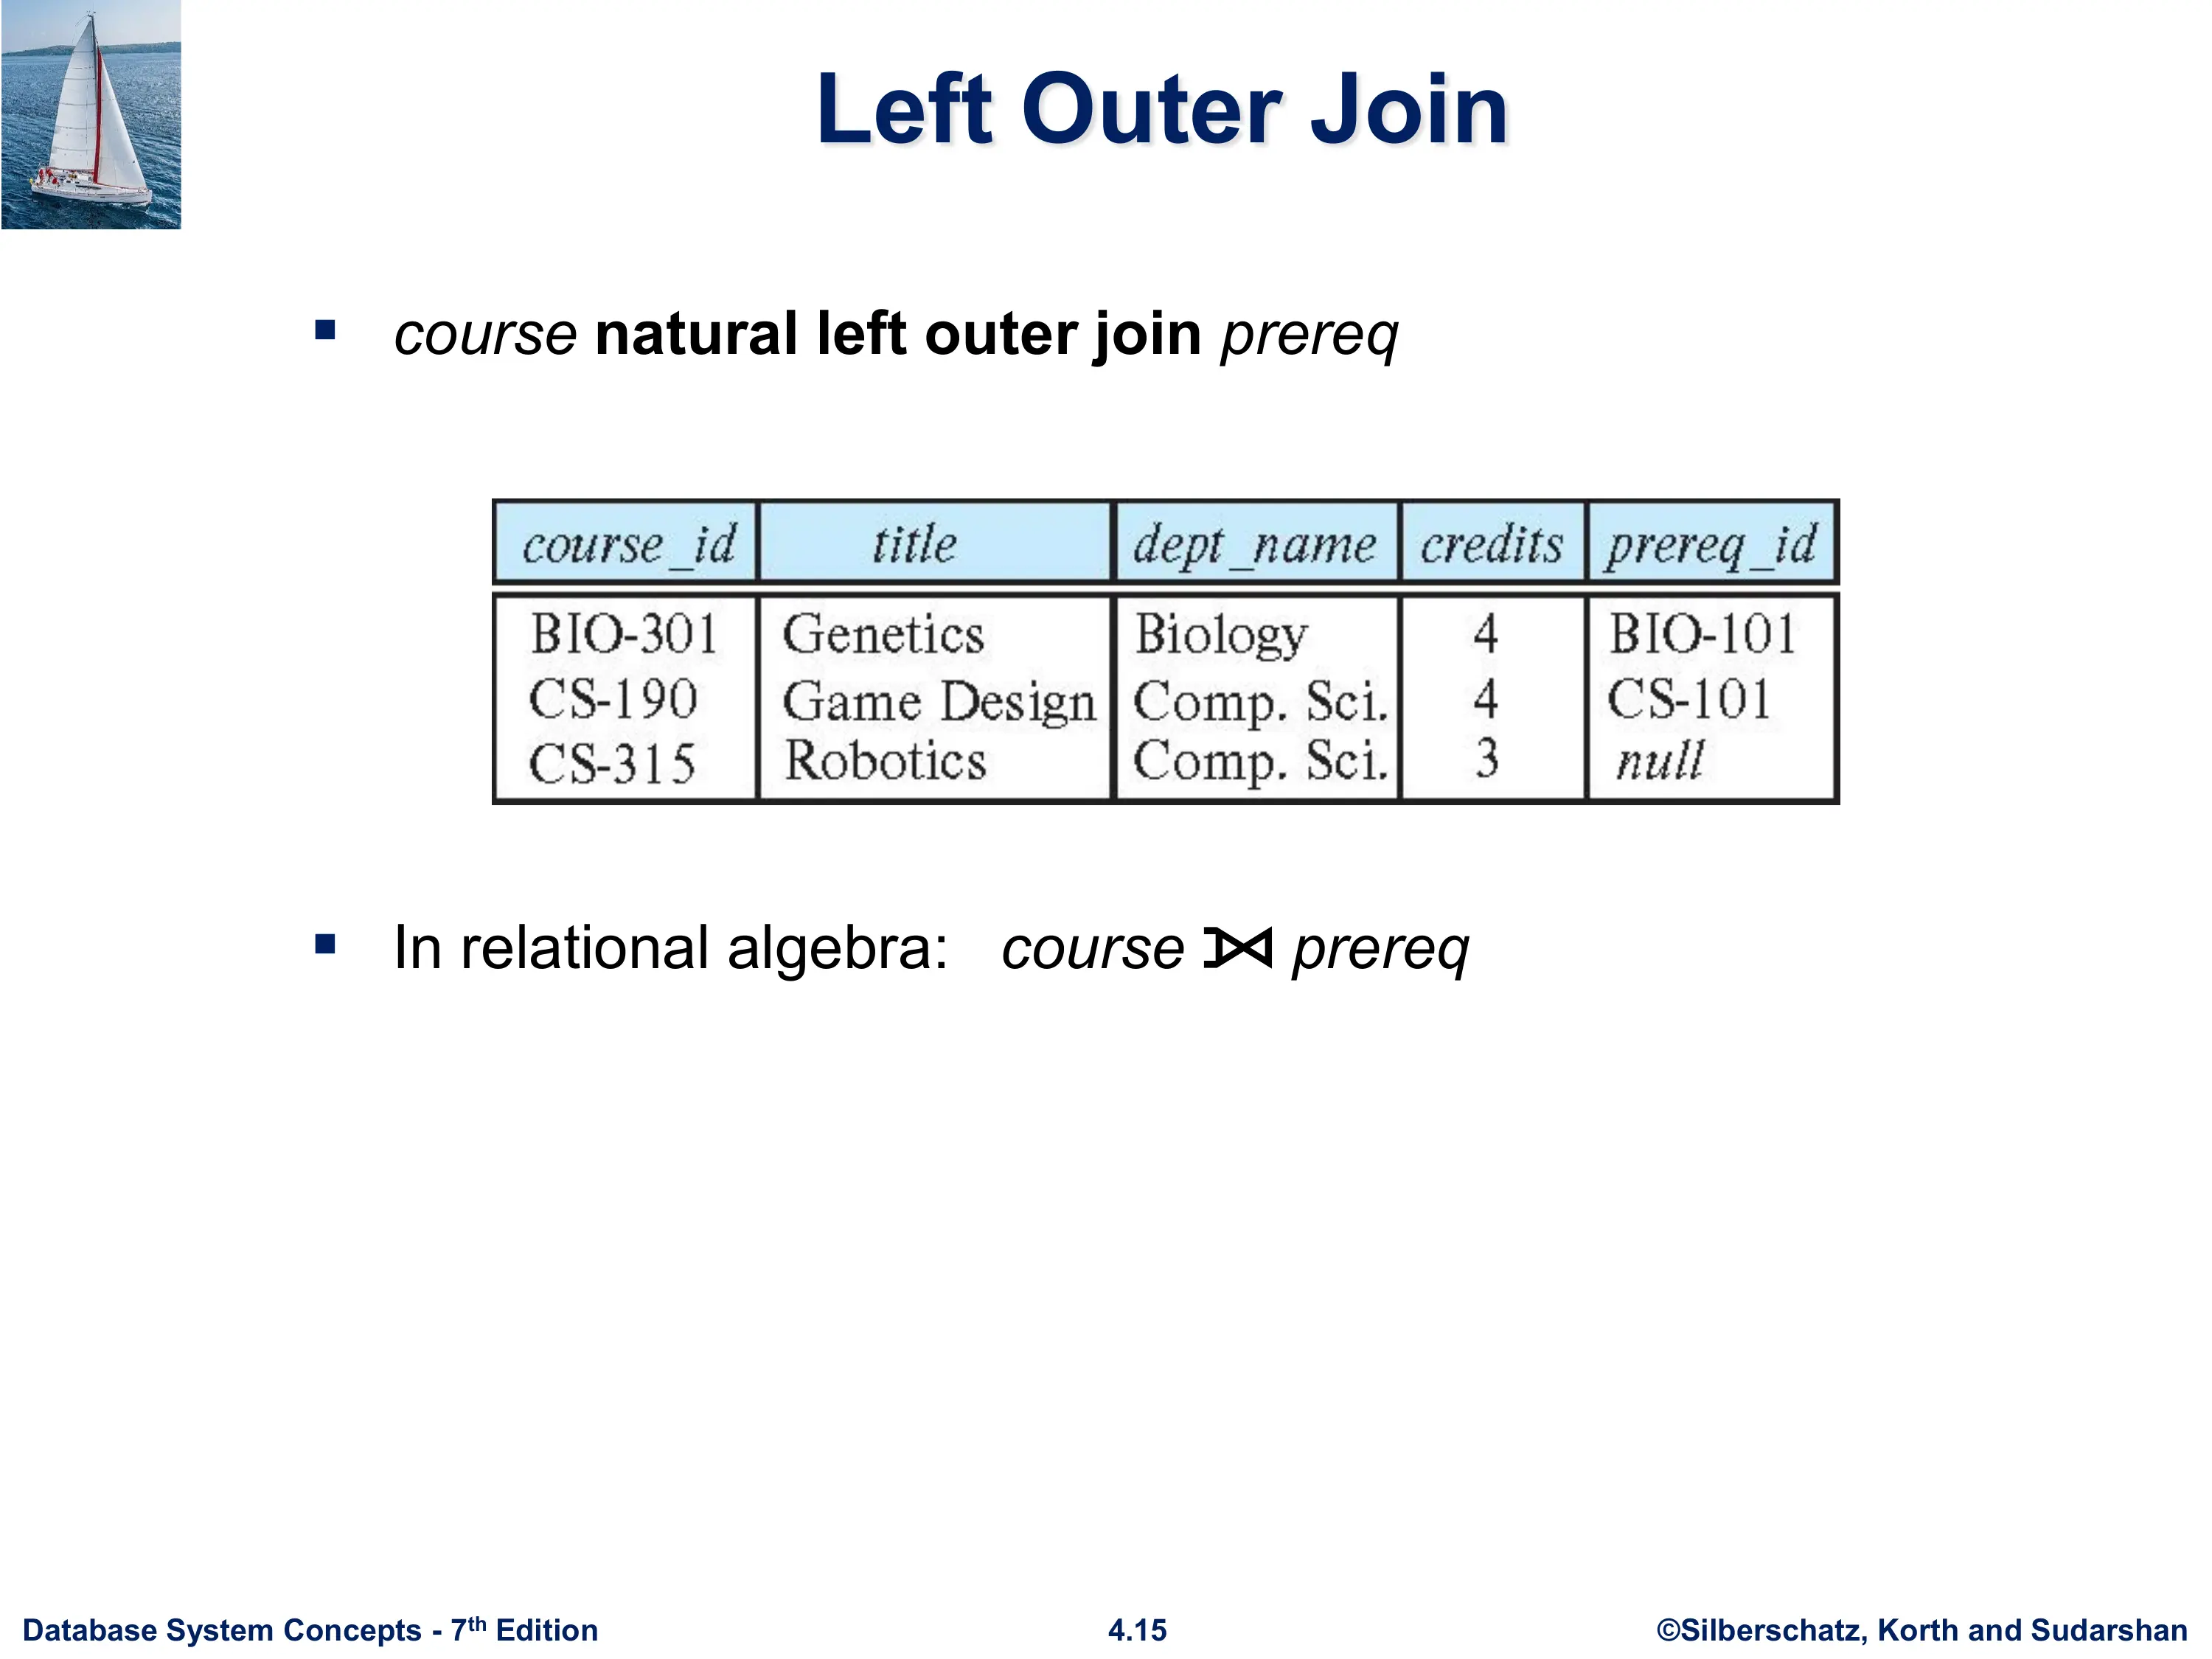 Left Outer Join
▪ course natural left outer join prereq
course_id title dept_name credits prereq_id
BIO-301 Genetics Biology 4 BIO-101
CS-190 Game Design Comp. Sci. 4 CS-101
CS-315 Robotics Comp. Sci. 3 null
▪ In relational algebra: course ⟕ prereq
Database System Concepts - 7th Edition 4.15 ©Silberschatz, Korth and Sudarshan